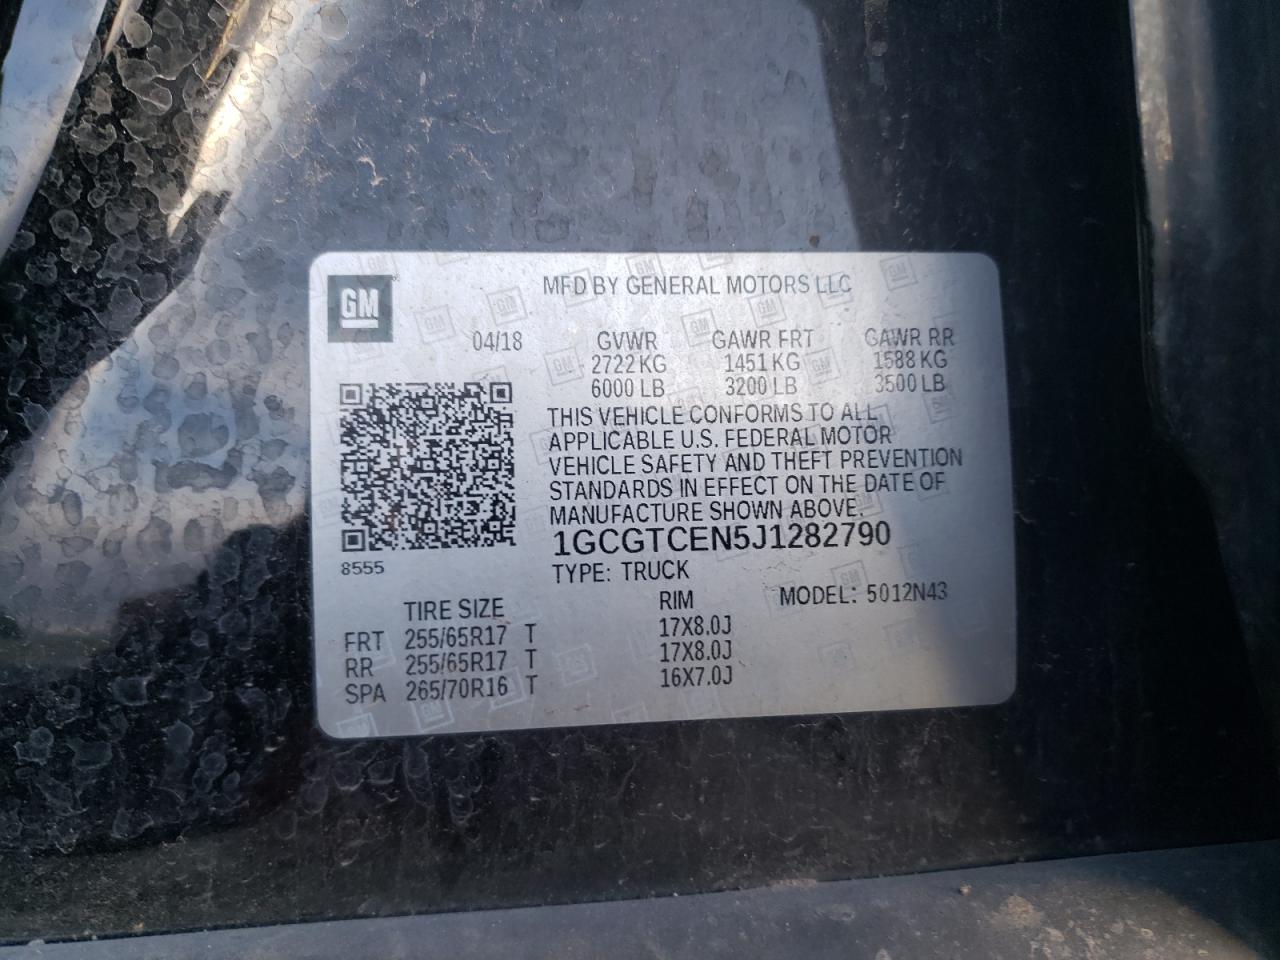 GM
MFD BY GENERAL MOTORS LLC
04/18 GVWR GAWR FRT GAWR RR
2722 KG 1451 KG 1588 KG
6000 LB 3200 LB 3500 LB
THIS VEHICLE CONFORMS TO ALL
APPLICABLE U.S. FEDERAL MOTOR
VEHICLE SAFETY AND THEFT PREVENTION
STANDARDS IN EFFECT ON THE DATE OF
MANUFACTURE SHOWN ABOVE.
1GCGTCEN5J1282790
8555
TYPE: TRUCK
TIRE SIZE RIM MODEL: 5012N43
FRT 255/65R17 T 17X8.0J
RR 255/65R17 T 17X8.0J
SPA 265/70R16 T 16X7.0J